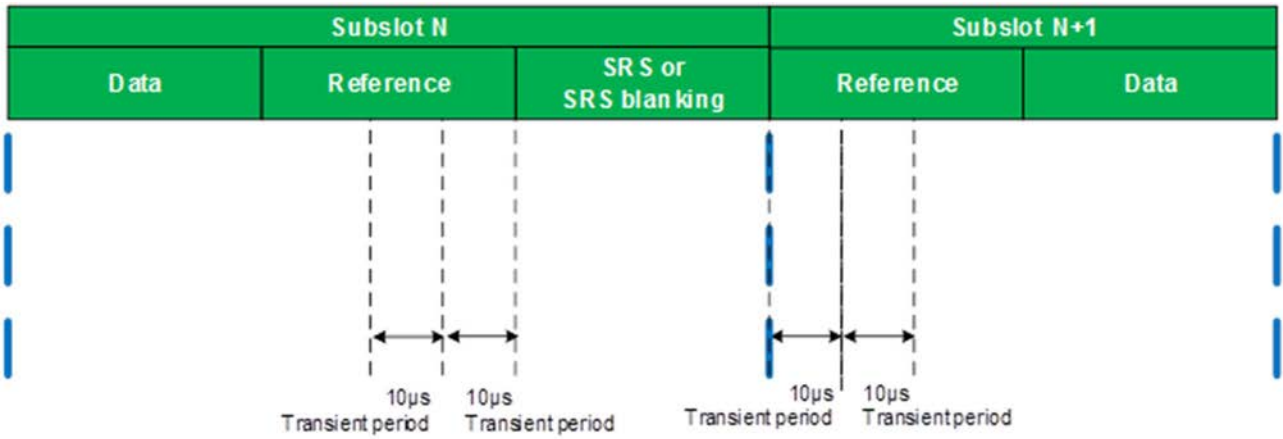 Subslot N
Subslot N+1
Data
Reference
SRS or
SRS blanking
Reference
Data
10µs
Transient period
10µs
Transient period
10µs
Transient period
10µs
Transient period